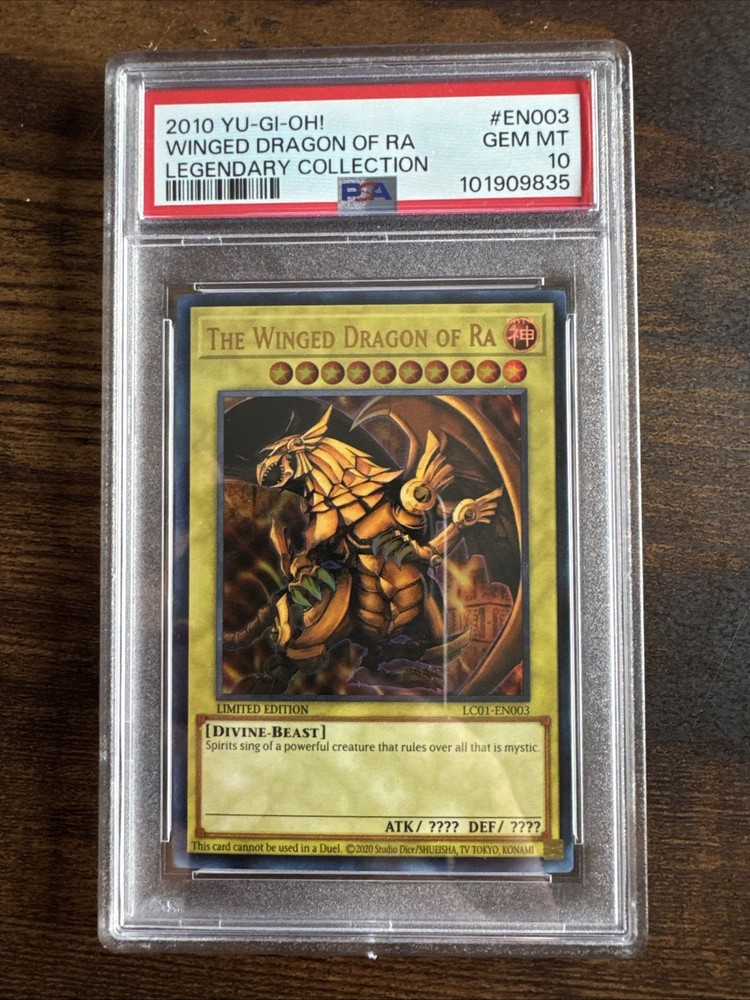 2010 YU-GI-OH!
#EN003
WINGED DRAGON OF RA
GEM MT
LEGENDARY COLLECTION
10
PSA
101909835
THE WINGED DRAGON OF RA
神
LIMITED EDITION
LC01-EN003
[DIVINE-BEAST]
Spirits sing of a powerful creature that rules over all that is mystic.
ATK/ ???? DEF/ ????
This card cannot be used in a Duel. ©2020 Studio Dice/SHUEISHA, TV TOKYO, KONAMI